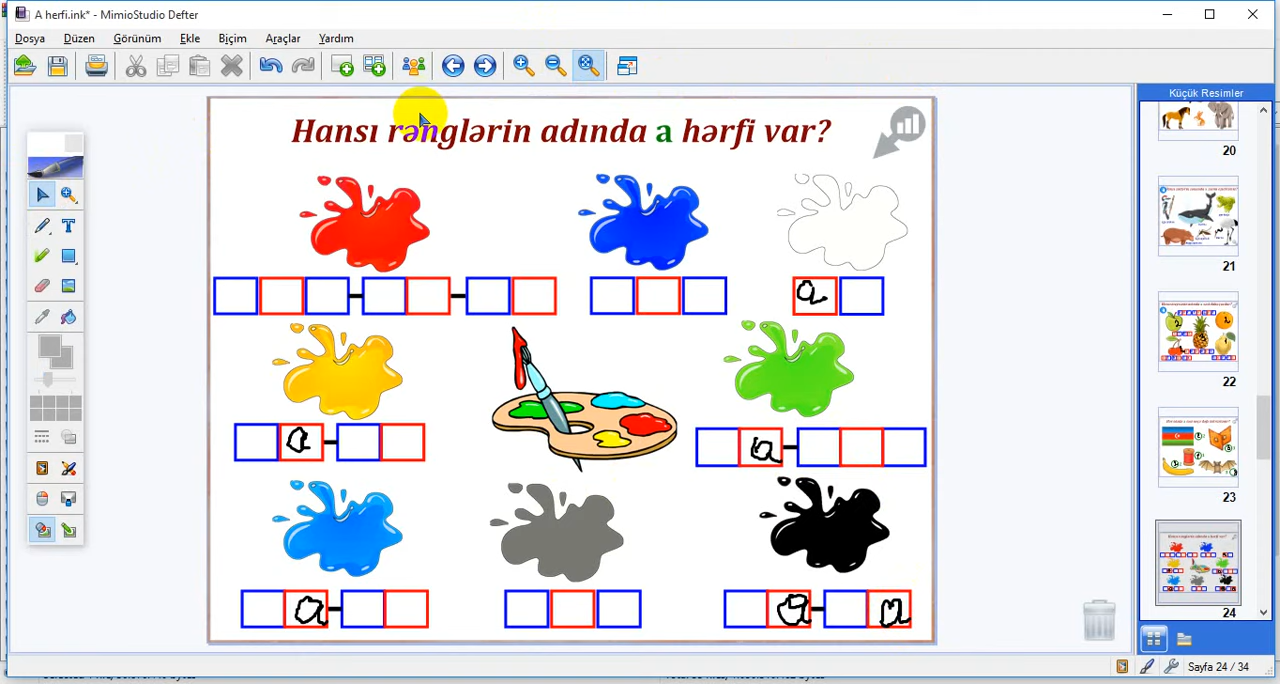 A herfi.ink* - MimioStudio Defter
Dosya Düzen Görünüm Ekle Biçim Araçlar Yardım
Küçük Resimler
Hansı rənglərin adında a hərfi var?
a
a
a
a
a a
20
21
22
23
24
Sayfa 24 / 34